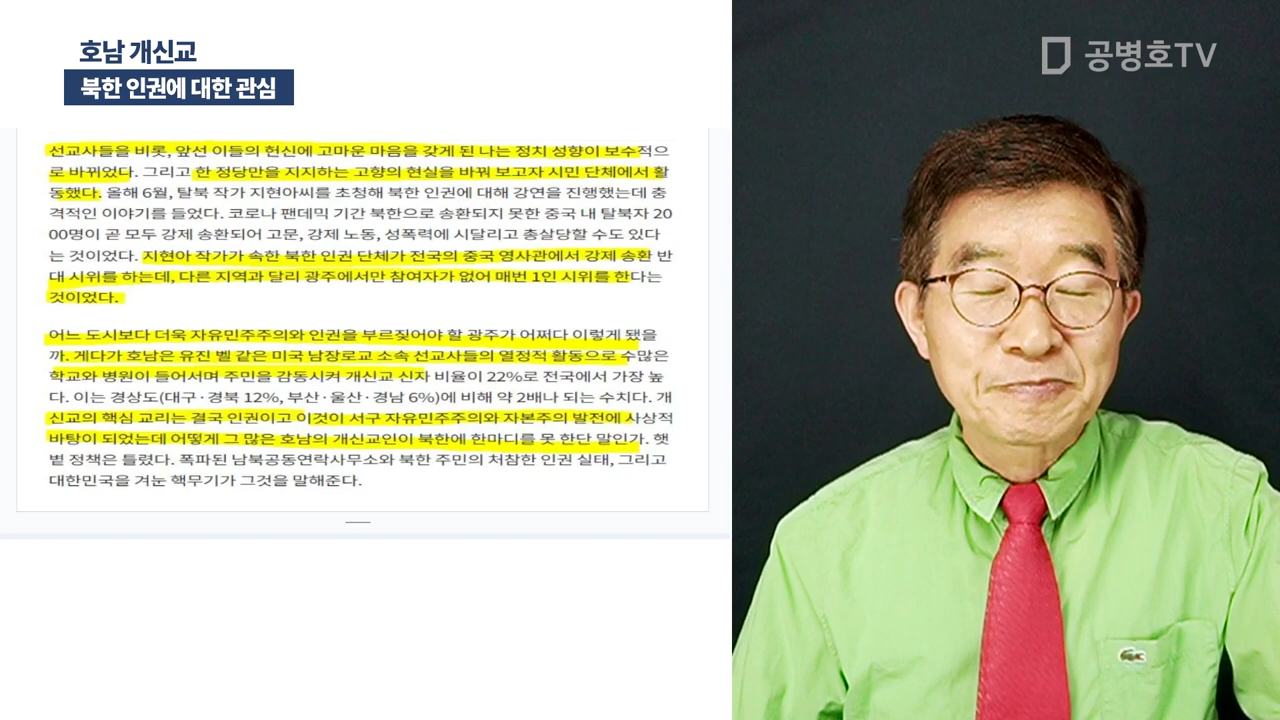 호남 개신교
북한 인권에 대한 관심
공병호TV
선교사들을 비롯, 앞선 이들의 헌신에 고마운 마음을 갖게 된 나는 정치 성향이 보수적으
로 바뀌었다. 그리고 한 정당만을 지지하는 고향의 현실을 바꿔 보고자 시민 단체에서 활
동했다. 올해 6월, 탈북 작가 지현아씨를 초청해 북한 인권에 대해 강연을 진행했는데 충
격적인 이야기를 들었다. 코로나 팬데믹 기간 북한으로 송환되지 못한 중국 내 탈북자 20
00명이 곧 모두 강제 송환되어 고문, 강제 노동, 성폭력에 시달리고 총살당할 수도 있다
는 것이었다. 지현아 작가가 속한 북한 인권 단체가 전국의 중국 영사관에서 강제 송환 반
대 시위를 하는데, 다른 지역과 달리 광주에서만 참여자가 없어 매번 1인 시위를 한다는
것이었다.
어느 도시보다 더욱 자유민주주의와 인권을 부르짖어야 할 광주가 어쩌다 이렇게 됐을
까. 게다가 호남은 유진 벨 같은 미국 남장로교 소속 선교사들의 열정적 활동으로 수많은
학교와 병원이 들어서며 주민을 감동시켜 개신교 신자 비율이 22%로 전국에서 가장 높
다. 이는 경상도(대구·경북 12%, 부산·울산·경남 6%)에 비해 약 2배나 되는 수치다. 개
신교의 핵심 교리는 결국 인권이고 이것이 서구 자유민주주의와 자본주의 발전에 사상적
바탕이 되었는데 어떻게 그 많은 호남의 개신교인이 북한에 한마디를 못 한단 말인가. 햇
볕 정책은 틀렸다. 폭파된 남북공동연락사무소와 북한 주민의 처참한 인권 실태, 그리고
대한민국을 겨눈 핵무기가 그것을 말해준다.